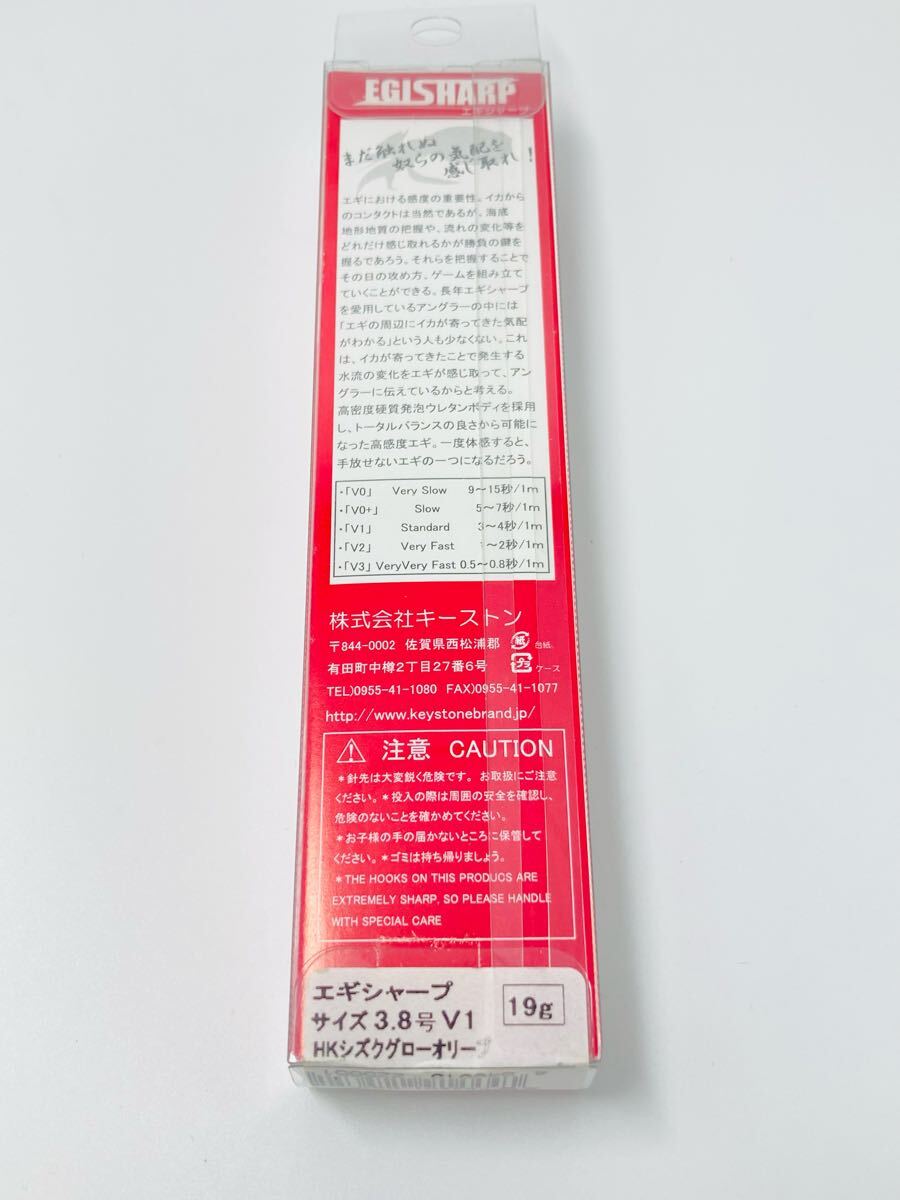 EGISHARP
エギシャープ
まだ触れぬ
奴らの気配を
感じ取れ!
エギにおける感度の重要性。イカから
のコンタクトは当然であるが、海底
地形地質の把握や、流れの変化等を
どれだけ感じ取れるかが勝負の鍵を
握るであろう。それらを把握することで
その日の攻め方、ゲームを組み立て
ていくことができる。長年エギシャープ
を愛用しているアングラーの中には
「エギの周辺にイカが寄ってきた気配
がわかる」という人も少なくない。これ
は、イカが寄ってきたことで発生する
水流の変化をエギが感じ取って、アン
グラーに伝えているからと考える。
高密度硬質発泡ウレタンボディを採用
し、トータルバランスの良さから可能に
なった高感度エギ。一度体感すると、
手放せないエギの一つになるだろう。
・「V0」 Very Slow 9〜15秒/1m
・「V0+」 Slow 5〜7秒/1m
・「V1」 Standard 3〜4秒/1m
・「V2」 Very Fast 1〜2秒/1m
・「V3」 VeryVery Fast 0.5〜0.8秒/1m
株式会社キーストン
〒844-0002 佐賀県西松浦郡 紙 台紙
有田町中樽2丁目27番6号 プラ ケース
TEL)0955-41-1080 FAX)0955-41-1077
http://www.keystonebrand.jp/
注意 CAUTION
*針先は大変鋭く危険です。お取扱にご注意
ください。*投入の際は周囲の安全を確認し、
危険のないことを確かめてください。
*お子様の手の届かないところに保管して
ください。*ゴミは持ち帰りましょう。
*THE HOOKS ON THIS PRODUCS ARE
EXTREMELY SHARP, SO PLEASE HANDLE
WITH SPECIAL CARE
エギシャープ
サイズ3.8号 V1 19g
HKシズクグローオリーブ